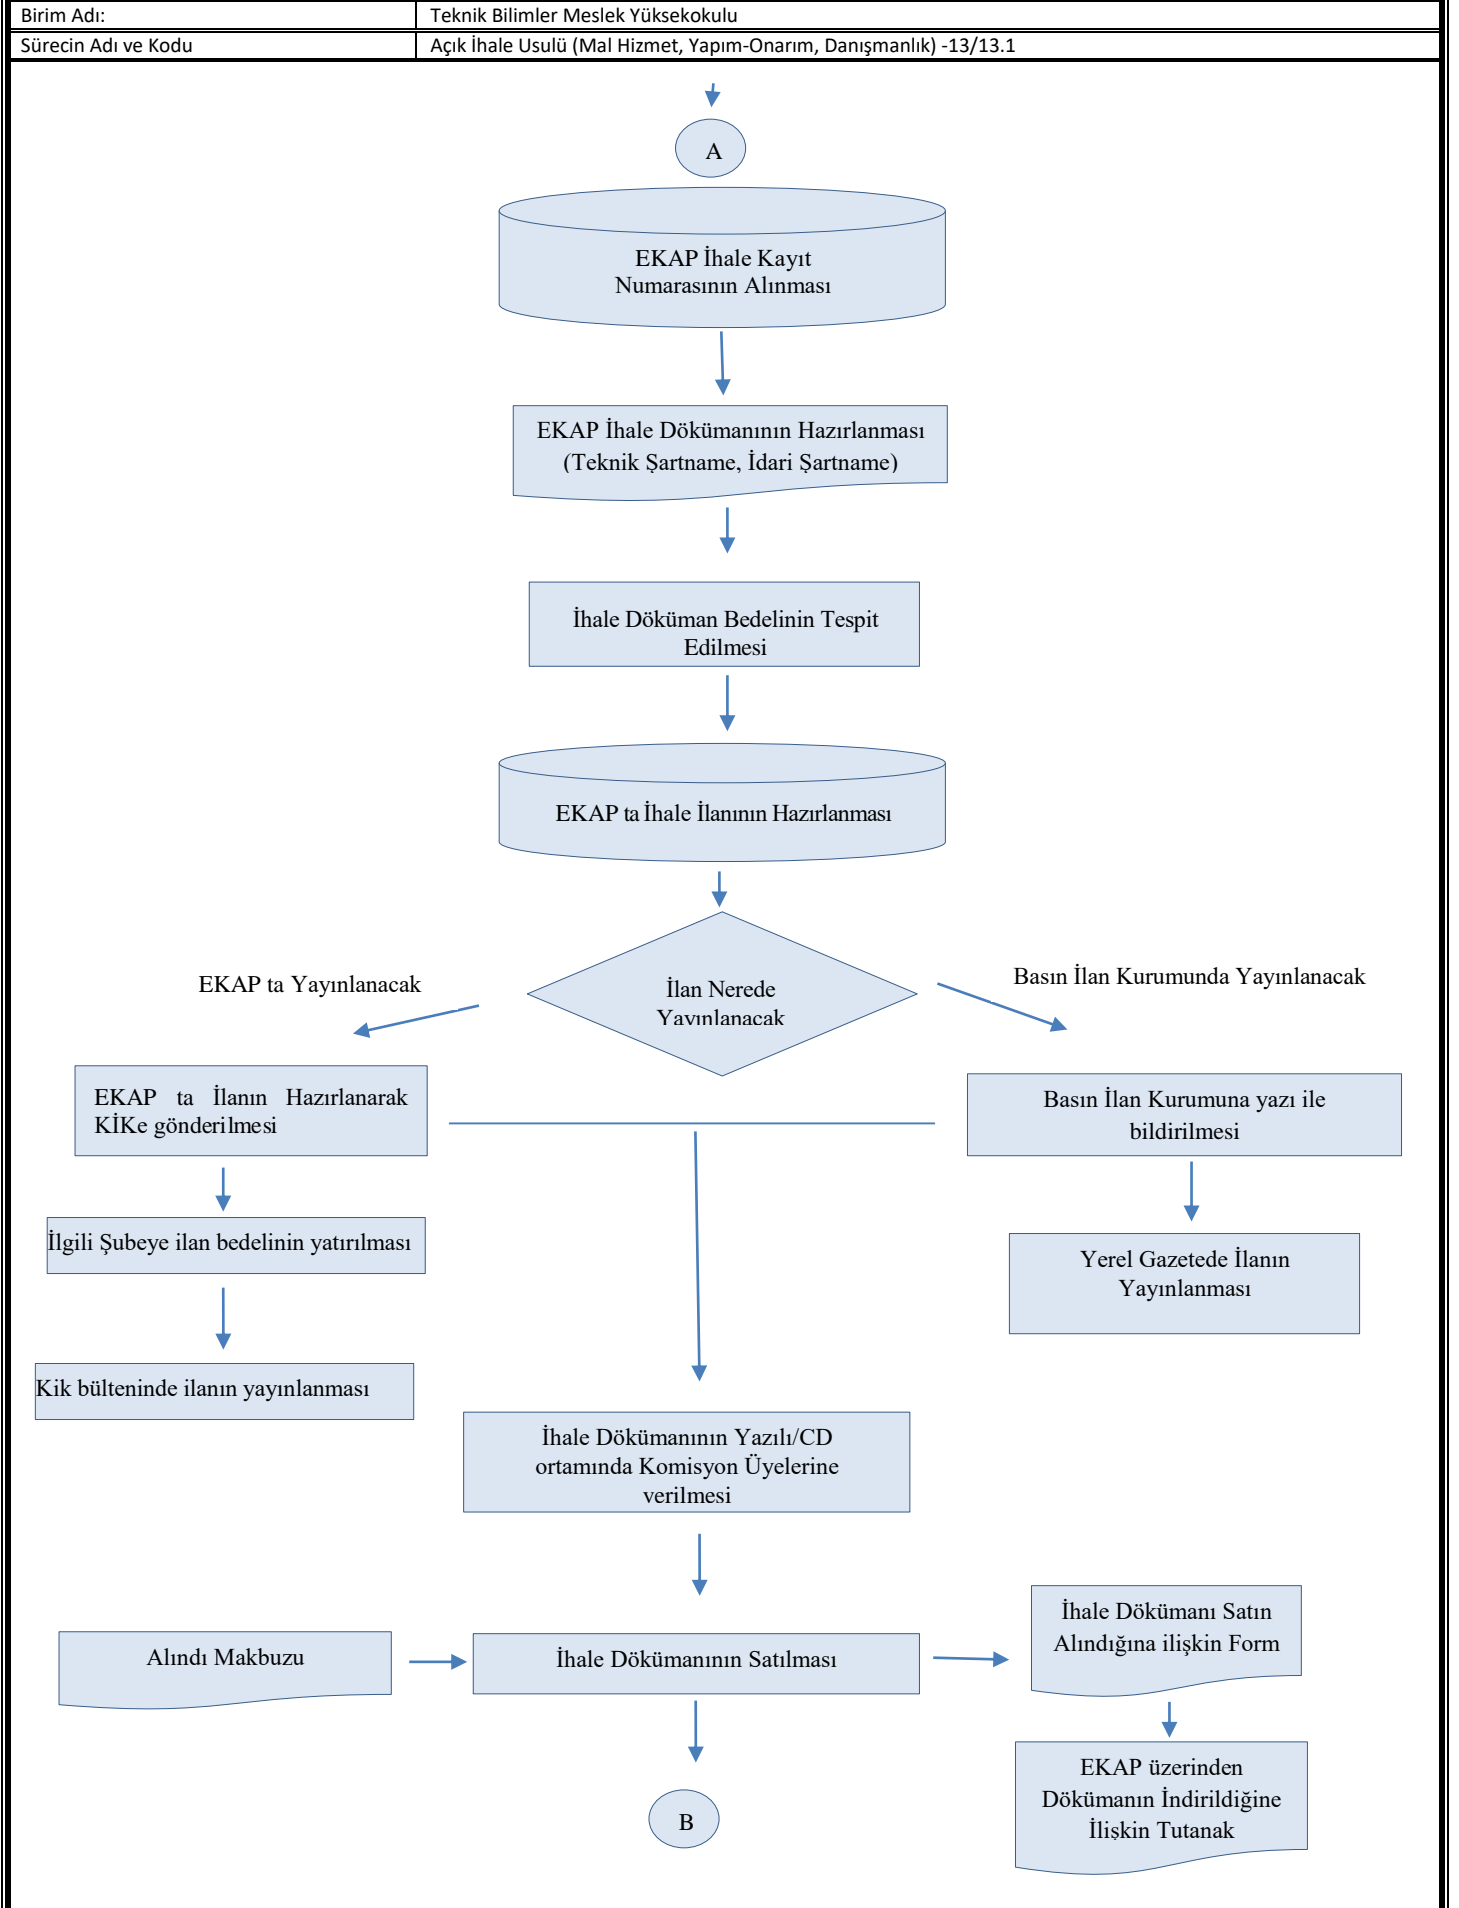 Birim Adı:
Teknik Bilimler Meslek Yüksekokulu
Sürecin Adı ve Kodu
Açık İhale Usulü (Mal Hizmet, Yapım-Onarım, Danışmanlık) -13/13.1
A
EKAP İhale Kayıt
Numarasının Alınması
EKAP İhale Dökümanının Hazırlanması
(Teknik Şartname, İdari Şartname)
İhale Döküman Bedelinin Tespit
Edilmesi
EKAP ta İhale İlanının Hazırlanması
EKAP ta Yayınlanacak
İlan Nerede
Yayınlanacak
Basın İlan Kurumunda Yayınlanacak
EKAP ta İlanın Hazırlanarak
KİKe gönderilmesi
Basın İlan Kurumuna yazı ile
bildirilmesi
İlgili Şubeye ilan bedelinin yatırılması
Yerel Gazetede İlanın
Yayınlanması
Kik bülteninde ilanın yayınlanması
İhale Dökümanının Yazılı/CD
ortamında Komisyon Üyelerine
verilmesi
Alındı Makbuzu
İhale Dökümanının Satılması
İhale Dökümanı Satın
Alındığına ilişkin Form
EKAP üzerinden
Dökümanın İndirildiğine
İlişkin Tutanak
B